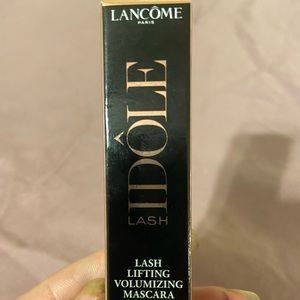 LANCÔME
PARIS
IDÔLE
LASH
LASH
LIFTING
VOLUMIZING
MASCARA